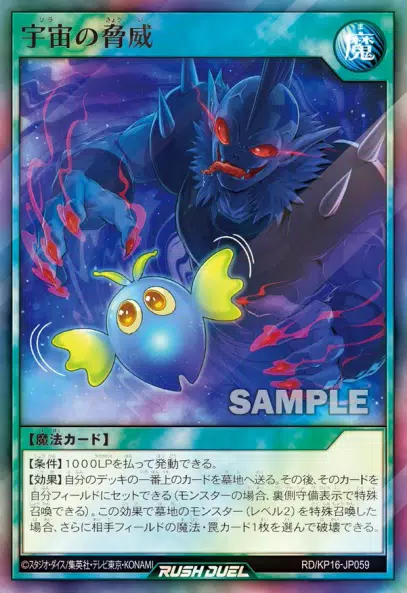 宇宙の脅威
魔
SAMPLE
【魔法カード】
【条件】1000LPを払って発動できる。
【効果】自分のデッキの一番上のカードを墓地へ送る。その後、そのカードを
自分フィールドにセットできる(モンスターの場合、裏側守備表示で特殊
召喚できる)。この効果で墓地のモンスター(レベル2)を特殊召喚した
場合、さらに相手フィールドの魔法・罠カード1枚を選んで破壊できる。
©スタジオ・ダイス/集英社・テレビ東京・KONAMI
RUSH DUEL
RD/KP16-JP059